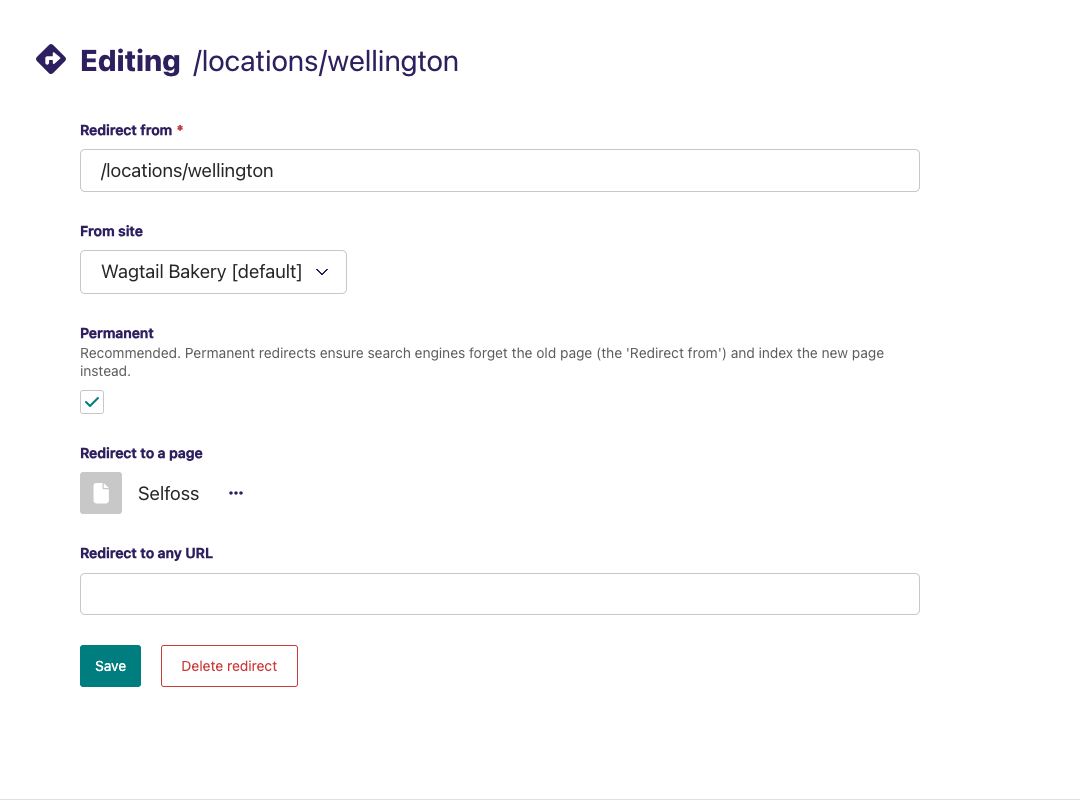 Editing /locations/wellington
Redirect from *
/locations/wellington
From site
Wagtail Bakery [default]
Permanent
Recommended. Permanent redirects ensure search engines forget the old page (the 'Redirect from') and index the new page
instead.
Redirect to a page
Selfoss
Redirect to any URL
Save Delete redirect